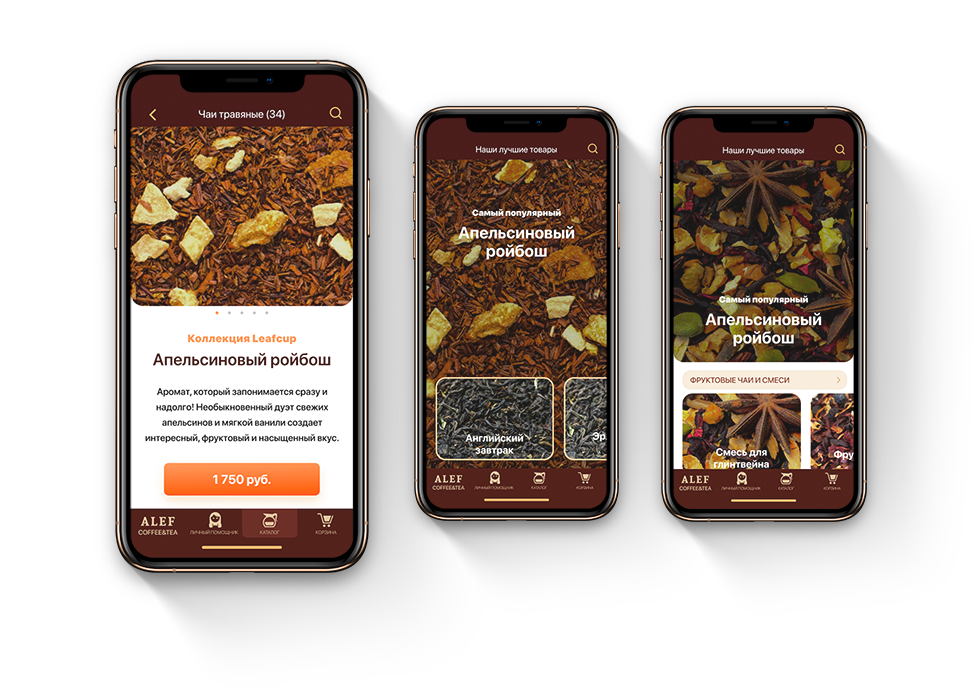 Чаи травяные (34)
Коллекция Leafcup
Апельсиновый ройбош
Аромат, который запоминается сразу и
надолго! Необыкновенный дуэт свежих
апельсинов и мягкой ванили создает
интересный, фруктовый и насыщенный вкус.
1 750 руб.
ALEF
COFFEE&TEA
ЛИЧНЫЙ ПОМОЩНИК
КАТАЛОГ
КОРЗИНА
Наши лучшие товары
Самый популярный
Апельсиновый
ройбош
Английский
завтрак
Эр
ALEF
COFFEE&TEA
ЛИЧНЫЙ ПОМОЩНИК
КАТАЛОГ
КОРЗИНА
Наши лучшие товары
Самый популярный
Апельсиновый
ройбош
ФРУКТОВЫЕ ЧАИ И СМЕСИ
Смесь для
глинтвейна
Фру
ALEF
COFFEE&TEA
ЛИЧНЫЙ ПОМОЩНИК
КАТАЛОГ
КОРЗИНА